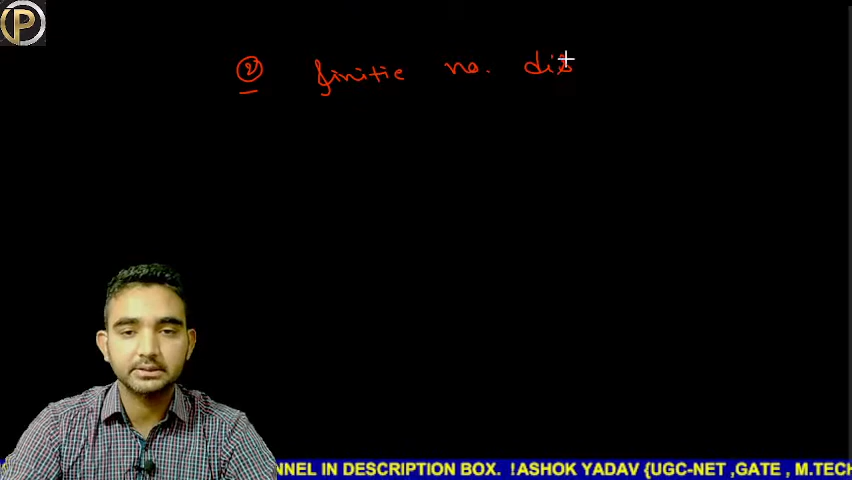 P
② finitie no. dis
NNEL IN DESCRIPTION BOX. !ASHOK YADAV {UGC-NET ,GATE , M.TECH